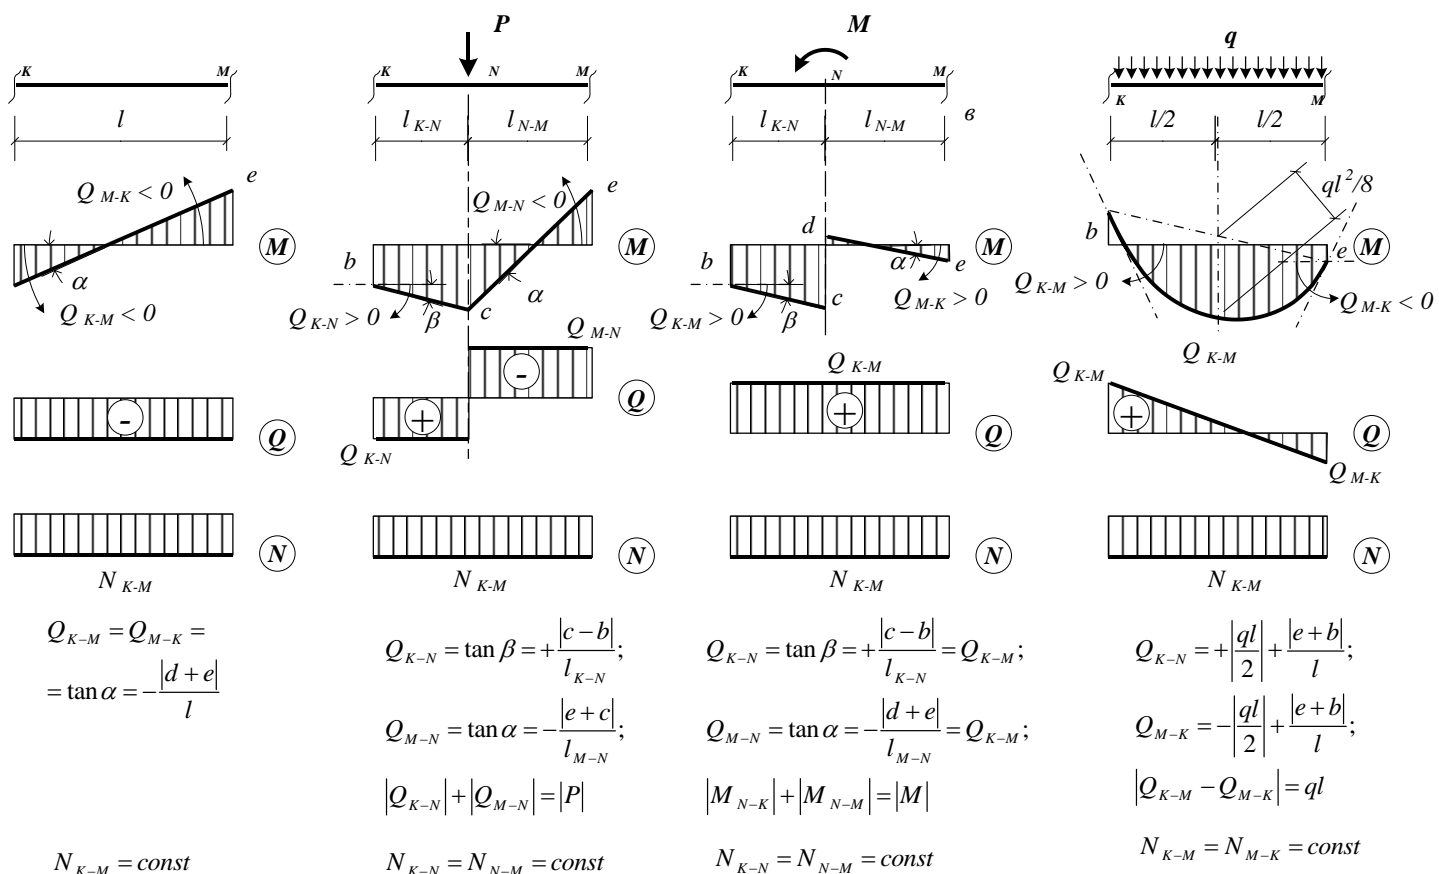 P
M
q
K M
K N M
K N M
K M
l
l K-N l N-M
l K-N l N-M
в
l/2 l/2
Q M-K < 0
e
α
Q K-M < 0
M
Q M-N < 0
e
b
α
β
c
Q K-N > 0
M
d
b
α
e
c
β
Q K-M > 0
Q M-K > 0
M
ql²/8
b
e
Q K-M > 0
Q M-K < 0
M
Q K-M
-
Q
Q M-N
-
+
Q K-N
Q
Q K-M
+
Q
Q K-M
+
Q M-K
Q
N K-M
N
N K-M
N
N K-M
N
N K-M
N
Q K−M = Q M−K =
= tan α = −|d + e| / l
N K−M = const
Q K−N = tan β = +|c − b| / l K−N;
Q M−N = tan α = −|e + c| / l M−N;
|Q K−N| + |Q M−N| = |P|
N K−N = N N−M = const
Q K−N = tan β = +|c − b| / l K−N = Q K−M;
Q M−N = tan α = −|d + e| / l M−N = Q K−M;
|M N−K| + |M N−M| = |M|
N K−N = N N−M = const
Q K−N = +|ql / 2| + |e + b| / l;
Q M−K = −|ql / 2| + |e + b| / l;
|Q K−M − Q M−K| = ql
N K−M = N M−K = const